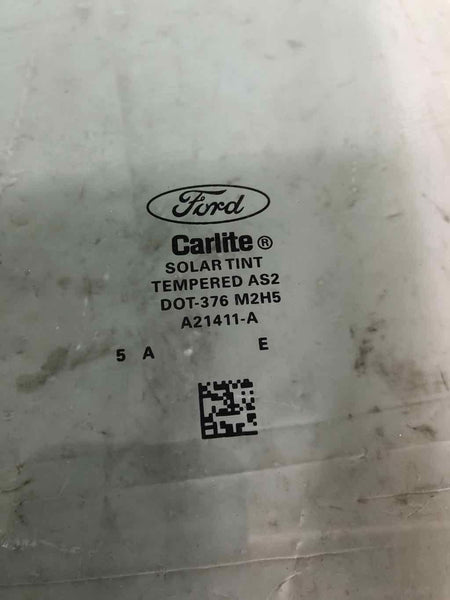 Ford
Carlite®
SOLAR TINT
TEMPERED AS2
DOT-376 M2H5
A21411-A
5 A E